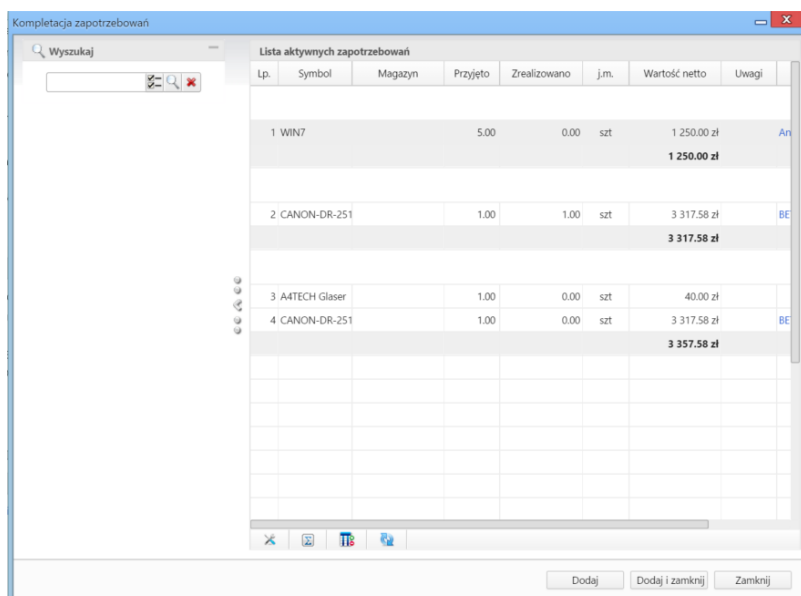 Kompletacja zapotrzebowań
Wyszukaj
Lista aktywnych zapotrzebowań
Lp. Symbol Magazyn Przyjęto Zrealizowano j.m. Wartość netto Uwagi
1 WIN7 5.00 0.00 szt 1 250.00 zł An
1 250.00 zł
2 CANON-DR-251 1.00 1.00 szt 3 317.58 zł BE
3 317.58 zł
3 A4TECH Glaser 1.00 0.00 szt 40.00 zł
4 CANON-DR-251 1.00 0.00 szt 3 317.58 zł BE
3 357.58 zł
Dodaj Dodaj i zamknij Zamknij